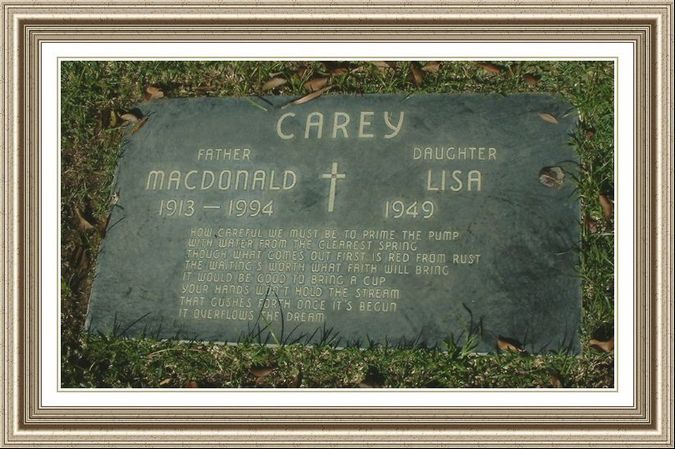 CAREY
FATHER
DAUGHTER
MACDONALD
LISA
1913 — 1994
1949
HOW CAREFUL WE MUST BE TO PRIME THE PUMP
WITH WATER FROM THE CLEAREST SPRING
THOUGH WHAT COMES OUT FIRST IS RED FROM RUST
THE WAITING'S WORTH WHAT FAITH WILL BRING
IT WOULD BE GOOD TO BRING A CUP
YOUR HANDS WON'T HOLD THE STREAM
THAT GUSHES FORTH ONCE IT'S BEGUN
IT OVERFLOWS THE DREAM